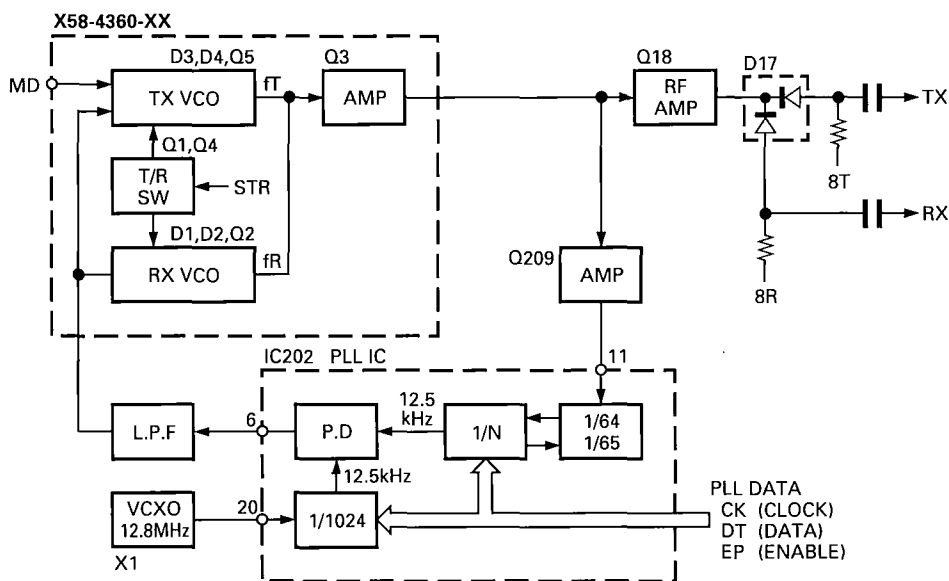 X58-4360-XX
D3,D4,Q5
fT
Q3
Q18
D17
MD
TX VCO
AMP
RF
AMP
TX
Q1,Q4
T/R
SW
STR
8T
D1,D2,Q2
RX
RX VCO
fR
Q209
AMP
8R
IC202 PLL IC
11
L.P.F
6
P.D
12.5
kHz
1/N
1/64
1/65
12.5kHz
VCXO
12.8MHz
20
1/1024
X1
PLL DATA
CK (CLOCK)
DT (DATA)
EP (ENABLE)